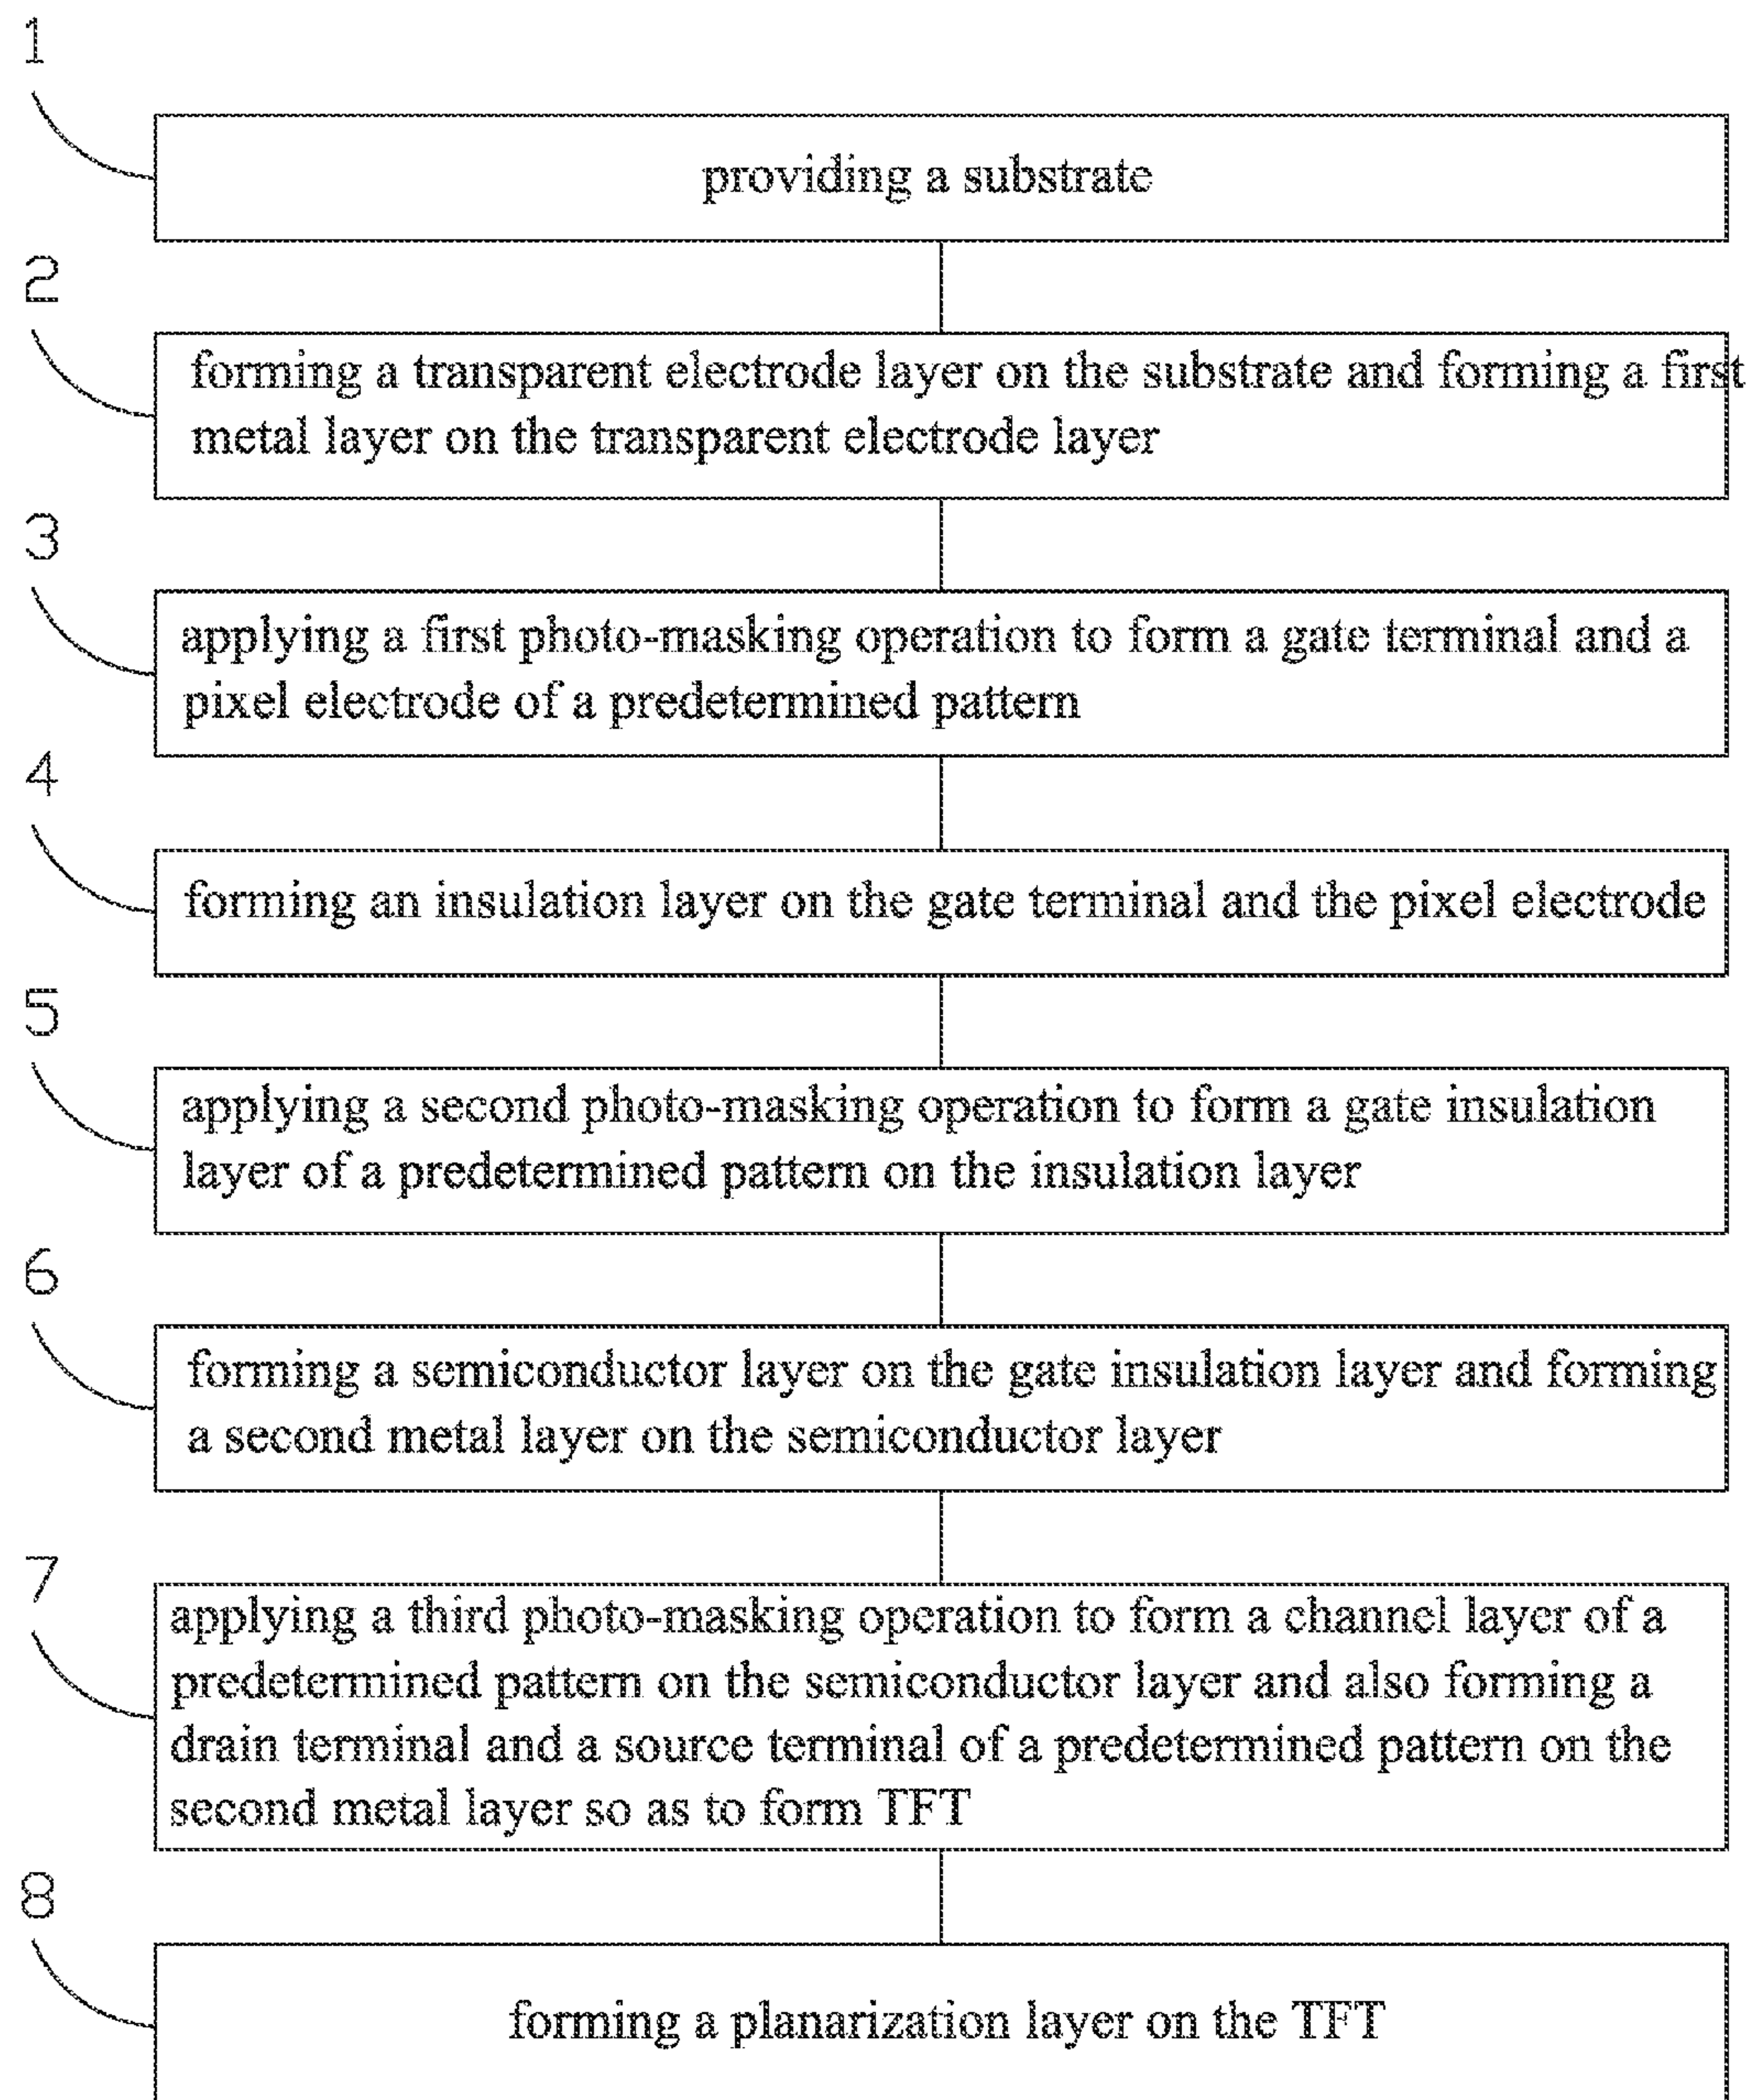 1
providing a substrate
2
forming a transparent electrode layer on the substrate and forming a first
metal layer on the transparent electrode layer
3
applying a first photo-masking operation to form a gate terminal and a
pixel electrode of a predetermined pattern
4
forming an insulation layer on the gate terminal and the pixel electrode
5
applying a second photo-masking operation to form a gate insulation
layer of a predetermined pattern on the insulation layer
6
forming a semiconductor layer on the gate insulation layer and forming
a second metal layer on the semiconductor layer
7
applying a third photo-masking operation to form a channel layer of a
predetermined pattern on the semiconductor layer and also forming a
drain terminal and a source terminal of a predetermined pattern on the
second metal layer so as to form TFT
8
forming a planarization layer on the TFT